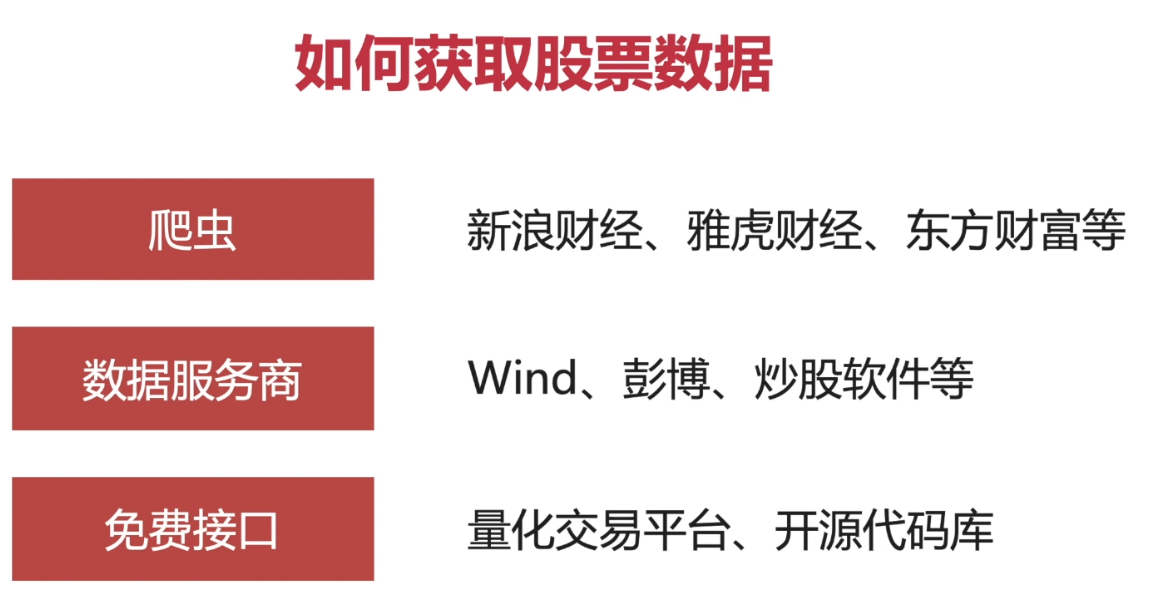 如何获取股票数据
爬虫
新浪财经、雅虎财经、东方财富等
数据服务商
Wind、彭博、炒股软件等
免费接口
量化交易平台、开源代码库